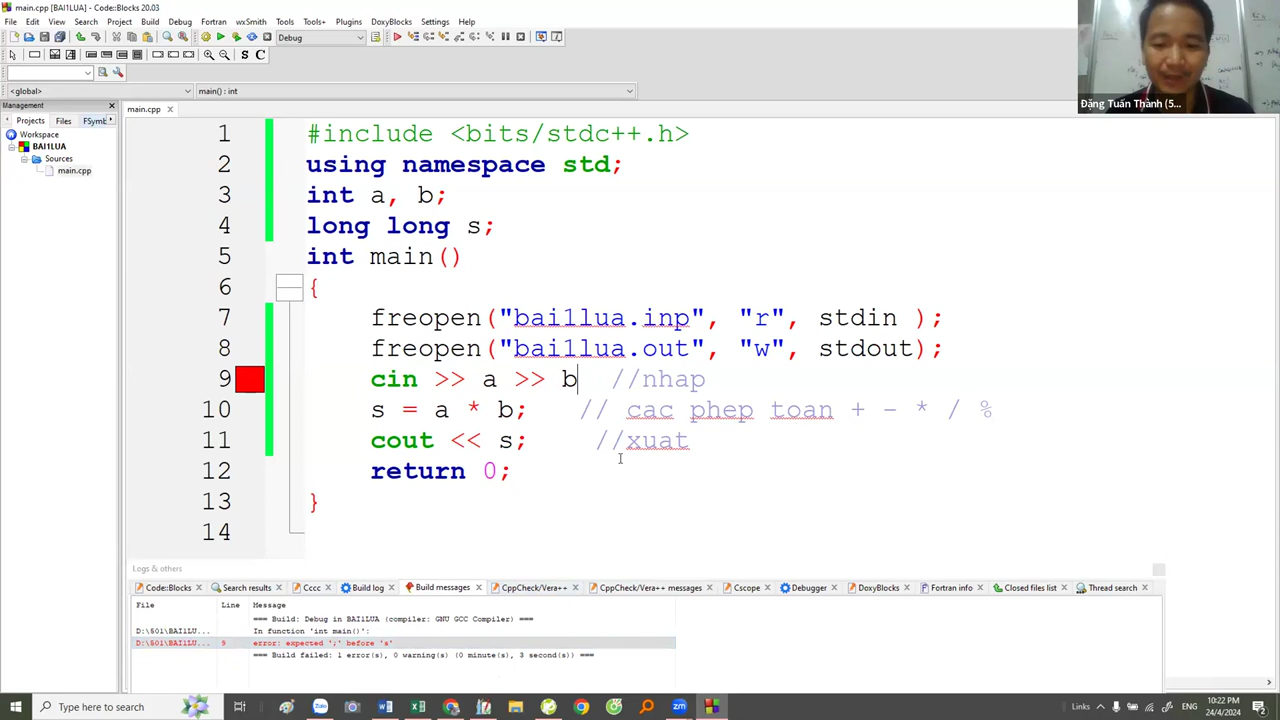 main.cpp [BAI1LUA] - Code::Blocks 20.03
File Edit View Search Project Build Debug Fortran wxSmith Tools Tools+ Plugins DoxyBlocks Settings Help
Debug
S C
<global> main() : int
Đặng Tuấn Thành (5...
Management
main.cpp
Projects Files FSymb
Workspace
BAI1LUA
Sources
main.cpp
1 #include <bits/stdc++.h>
2 using namespace std;
3 int a, b;
4 long long s;
5 int main()
6 {
7 freopen("bai1lua.inp", "r", stdin );
8 freopen("bai1lua.out", "w", stdout);
9 cin >> a >> b //nhap
10 s = a * b; // cac phep toan + - * / %
11 cout << s; //xuat
12 return 0;
13 }
14
Logs & others
Code::Blocks Search results Cccc Build log Build messages CppCheck/Vera++ CppCheck/Vera++ messages Cscope Debugger DoxyBlocks Fortran info Closed files list Thread search
File Line Message
=== Build: Debug in BAI1LUA (compiler: GNU GCC Compiler) ===
D:\§01\BAI1LU... In function 'int main()':
D:\§01\BAI1LU... 9 error: expected ';' before 's'
=== Build failed: 1 error(s), 0 warning(s) (0 minute(s), 3 second(s)) ===
Type here to search
Links
10:22 PM
24/4/2024